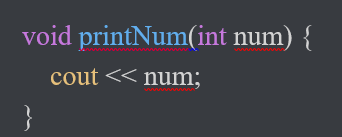 void printNum(int num) {
cout << num;
}